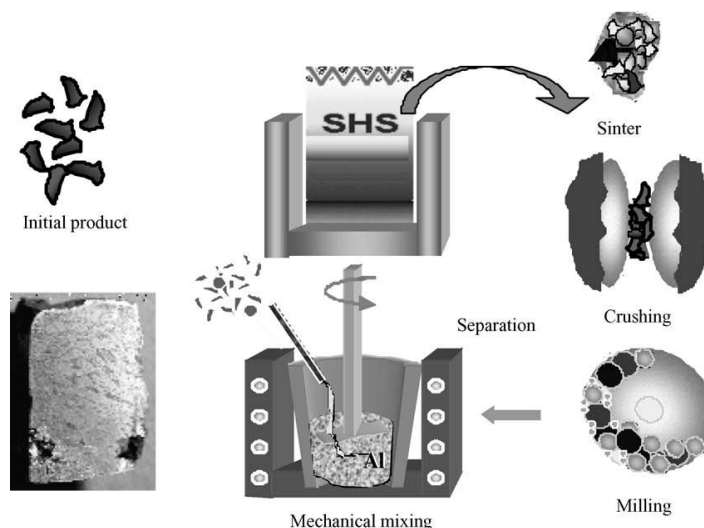 SHS
Sinter
Initial product
Crushing
Separation
Al
Milling
Mechanical mixing